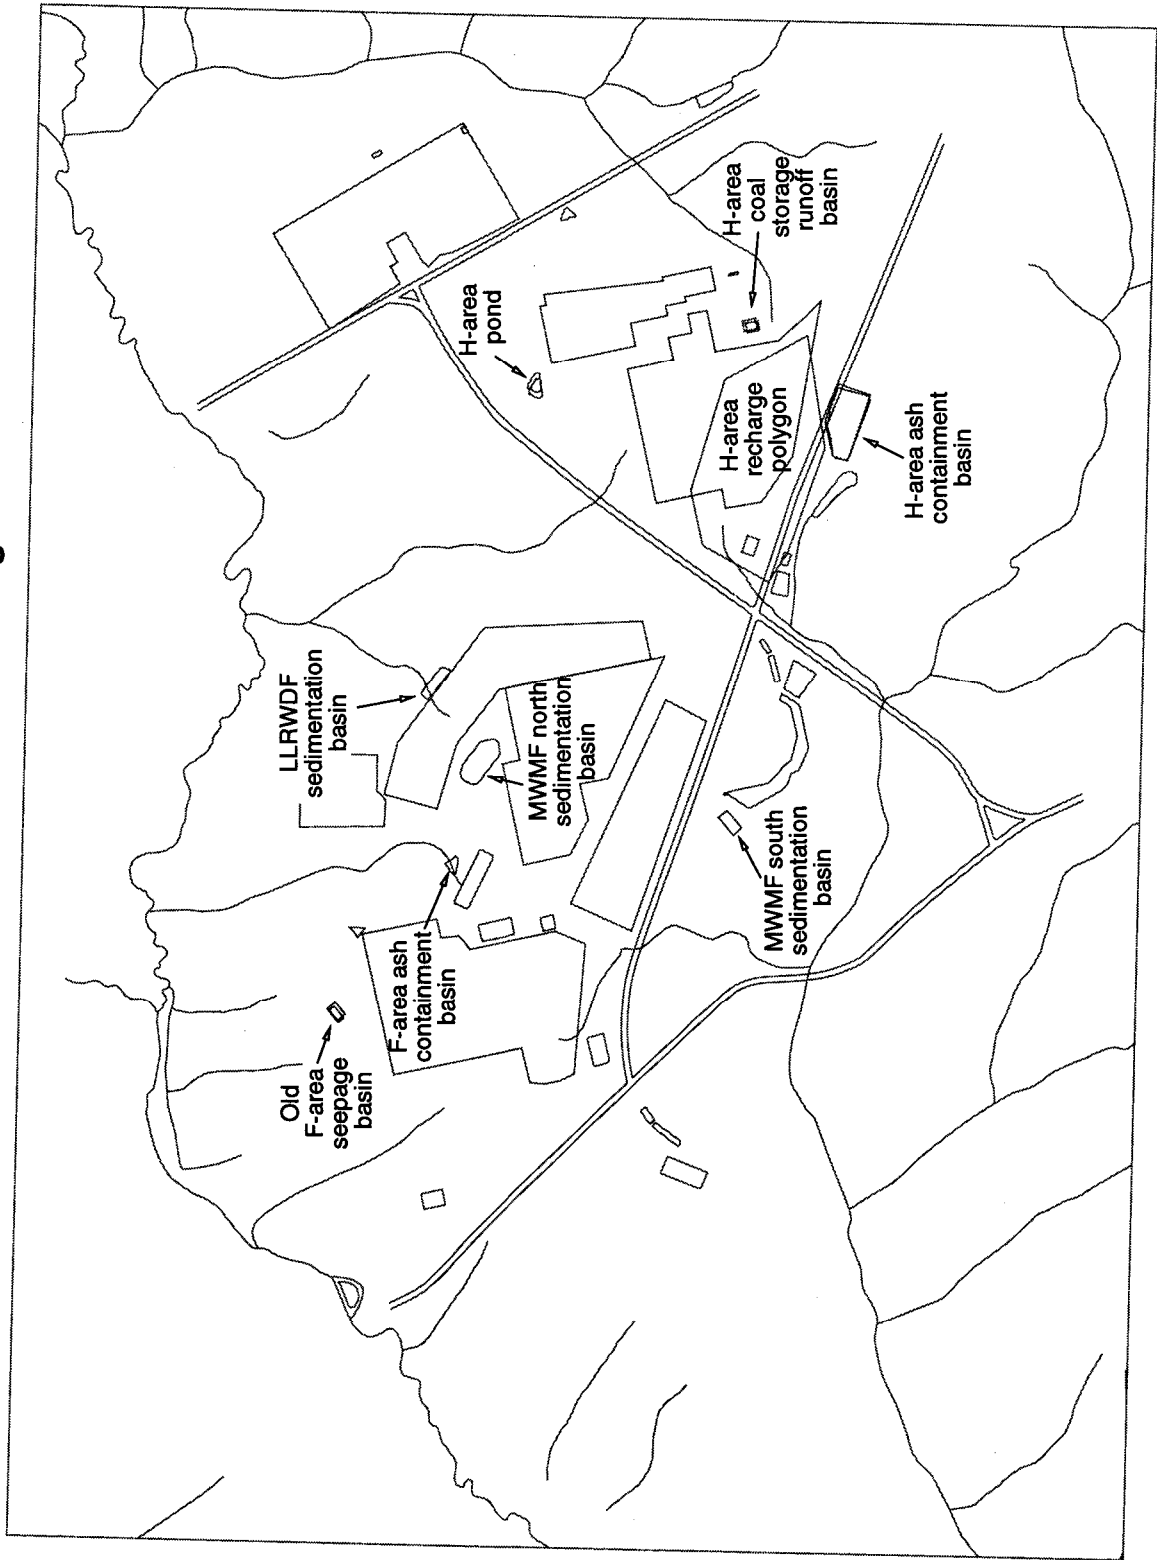 Old
F-area
seepage
basin
F-area ash
containment
basin
LLRWDF
sedimentation
basin
MWMF north
sedimentation
basin
MWMF south
sedimentation
basin
H-area
pond
H-area
recharge
polygon
H-area ash
containment
basin
H-area
coal
storage
runoff
basin